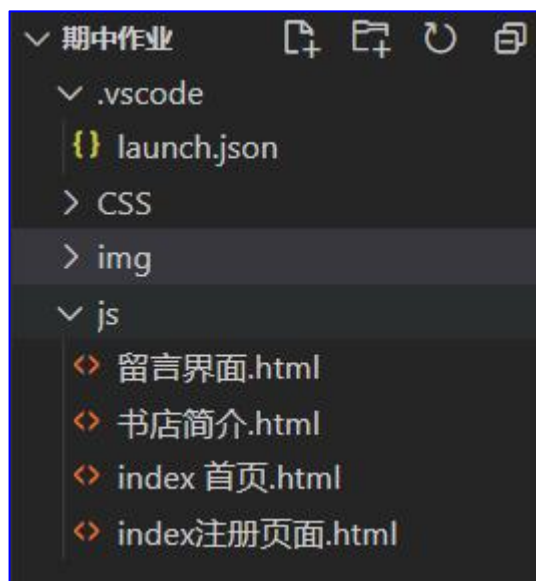 期中作业
.vscode
{} launch.json
CSS
img
js
<> 留言界面.html
<> 书店简介.html
<> index 首页.html
<> index注册页面.html